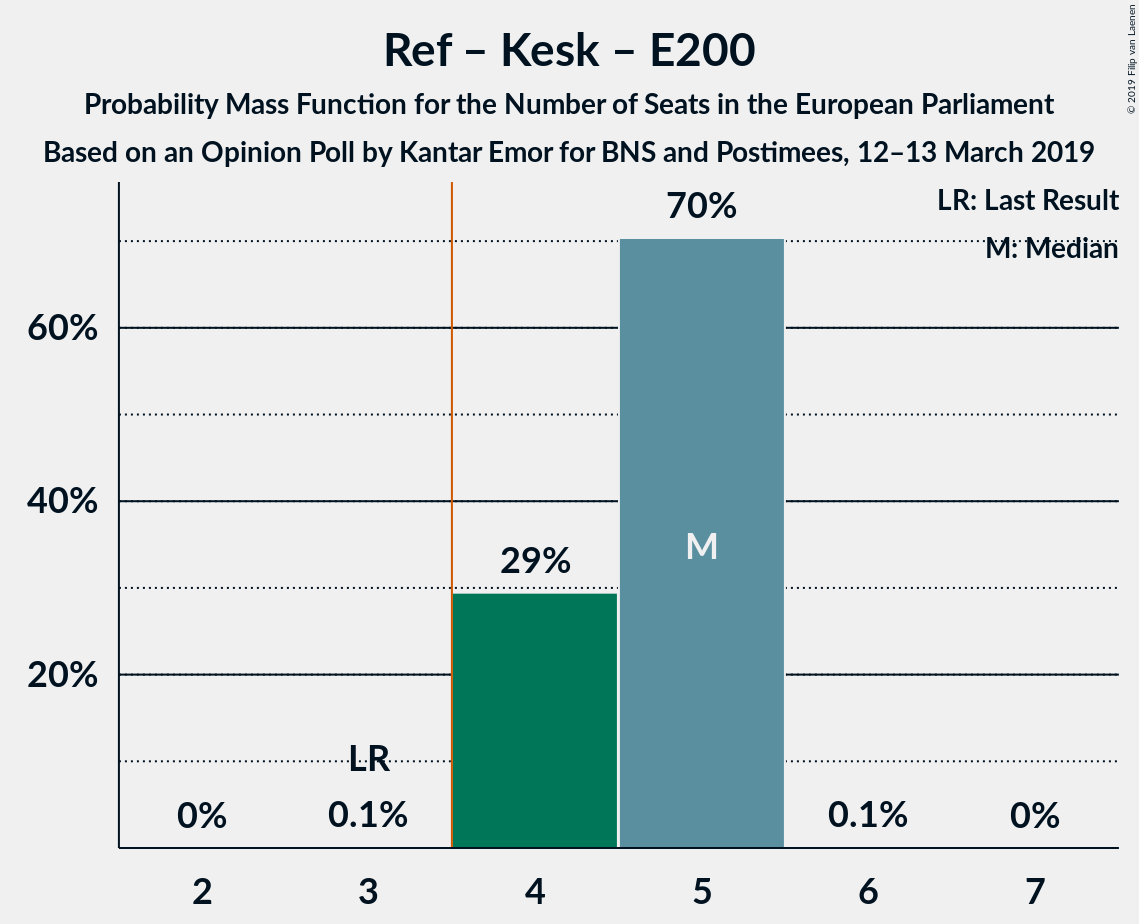 Ref – Kesk – E200
Probability Mass Function for the Number of Seats in the European Parliament
Based on an Opinion Poll by Kantar Emor for BNS and Postimees, 12–13 March 2019
© 2019 Filip van Laenen
LR: Last Result
M: Median
70%
60%
40%
29%
M
20%
LR
0%
0.1%
0.1%
0%
2
3
4
5
6
7